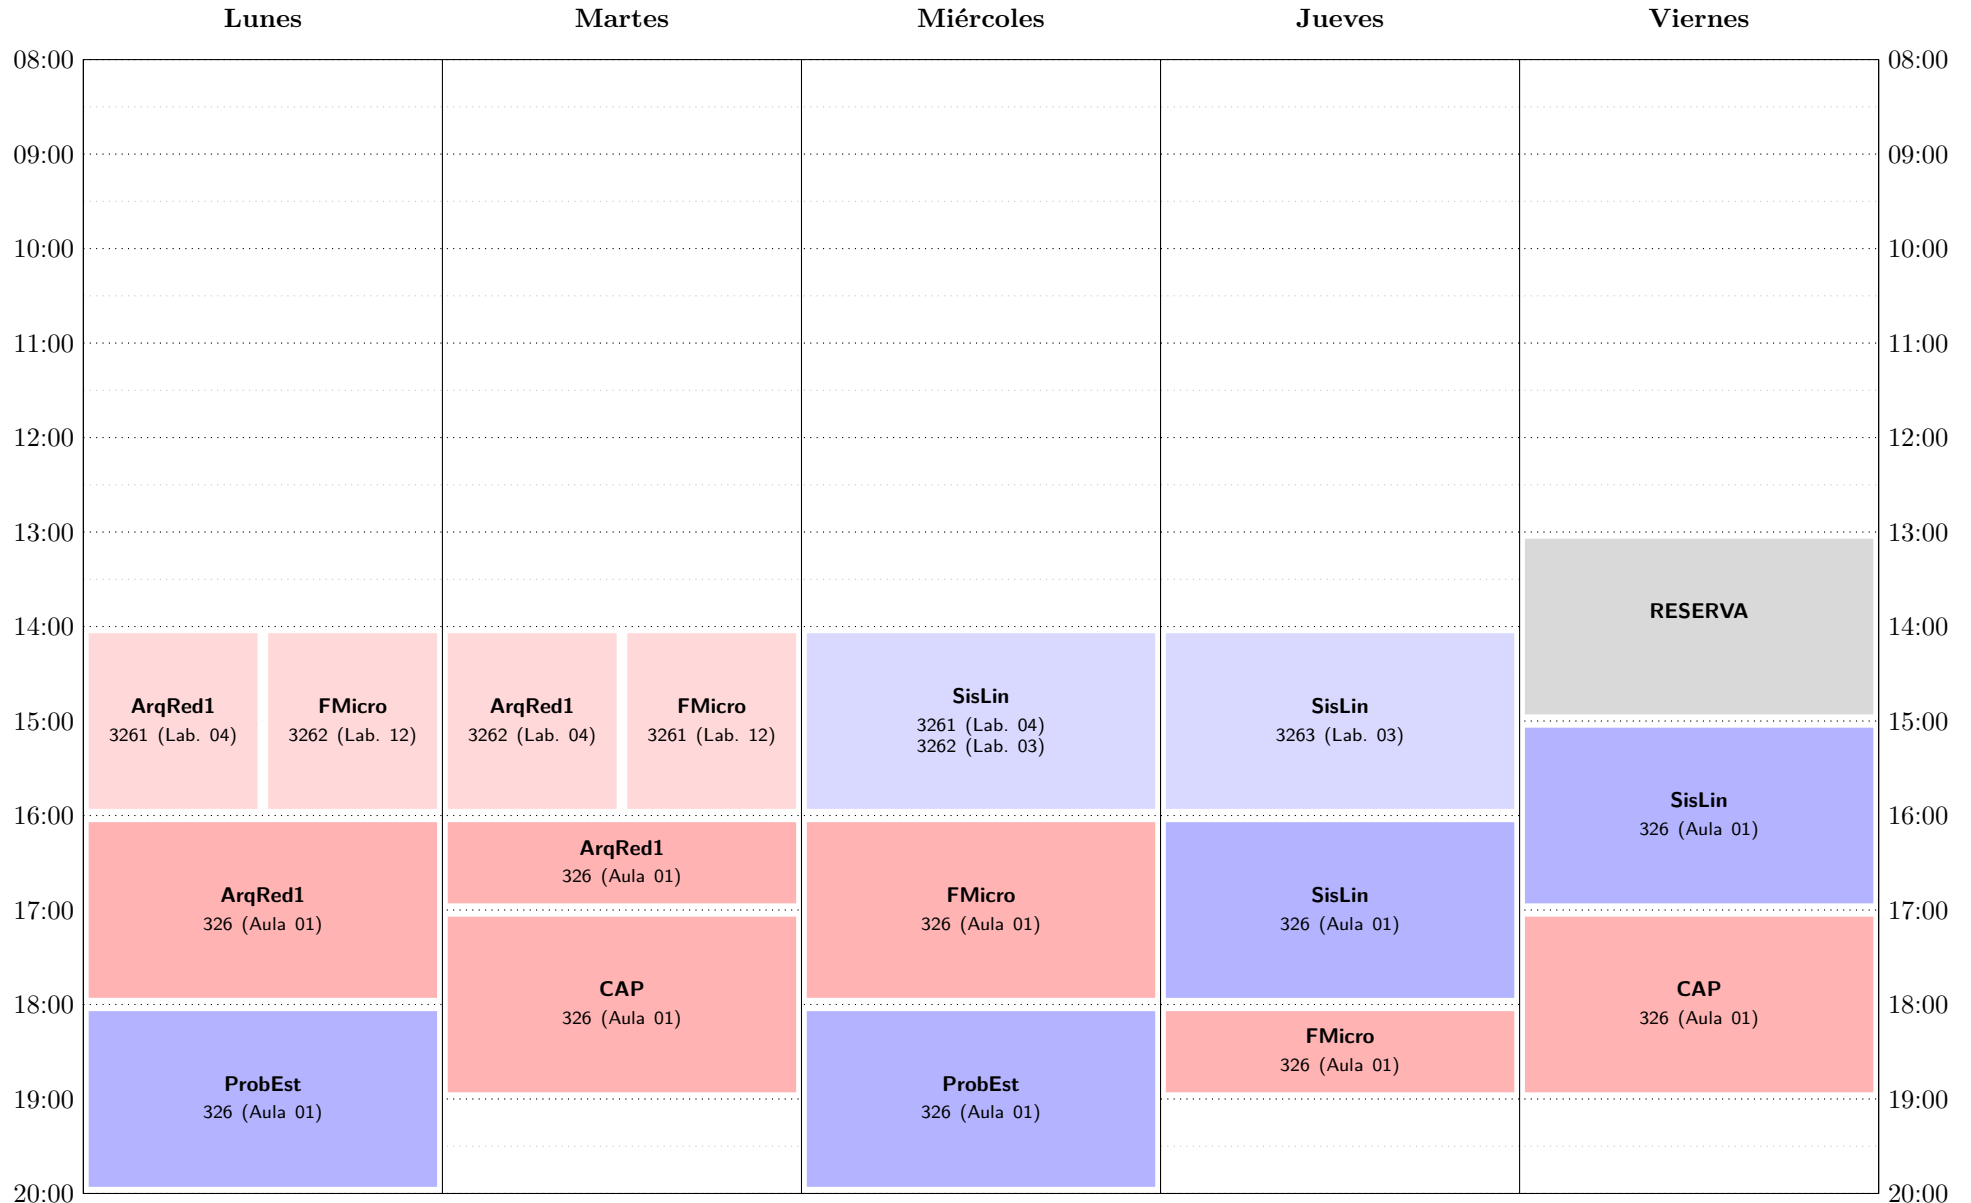 Lunes
Martes
Miércoles
Jueves
Viernes
08:00
08:00
09:00
09:00
10:00
10:00
11:00
11:00
12:00
12:00
13:00
13:00
14:00
14:00
15:00
15:00
16:00
16:00
17:00
17:00
18:00
18:00
19:00
19:00
20:00
20:00
ArqRed1
3261 (Lab. 04)
FMicro
3262 (Lab. 12)
ArqRed1
326 (Aula 01)
ProbEst
326 (Aula 01)
ArqRed1
3262 (Lab. 04)
FMicro
3261 (Lab. 12)
ArqRed1
326 (Aula 01)
CAP
326 (Aula 01)
SisLin
3261 (Lab. 04)
3262 (Lab. 03)
FMicro
326 (Aula 01)
ProbEst
326 (Aula 01)
SisLin
3263 (Lab. 03)
SisLin
326 (Aula 01)
FMicro
326 (Aula 01)
RESERVA
SisLin
326 (Aula 01)
CAP
326 (Aula 01)